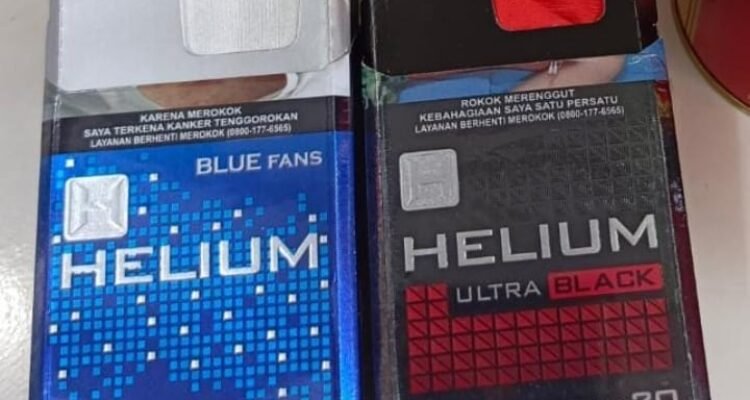 KARENA MEROKOK
SAYA TERKENA KANKER TENGGOROKAN
LAYANAN BERHENTI MEROKOK (0800-177-6565)
BLUE FANS
HELIUM
ROKOK MERENGGUT
KEBAHAGIAAN SAYA SATU PERSATU
LAYANAN BERHENTI MEROKOK (0800-177-6565)
H
HELIUM
ULTRA BLACK
20